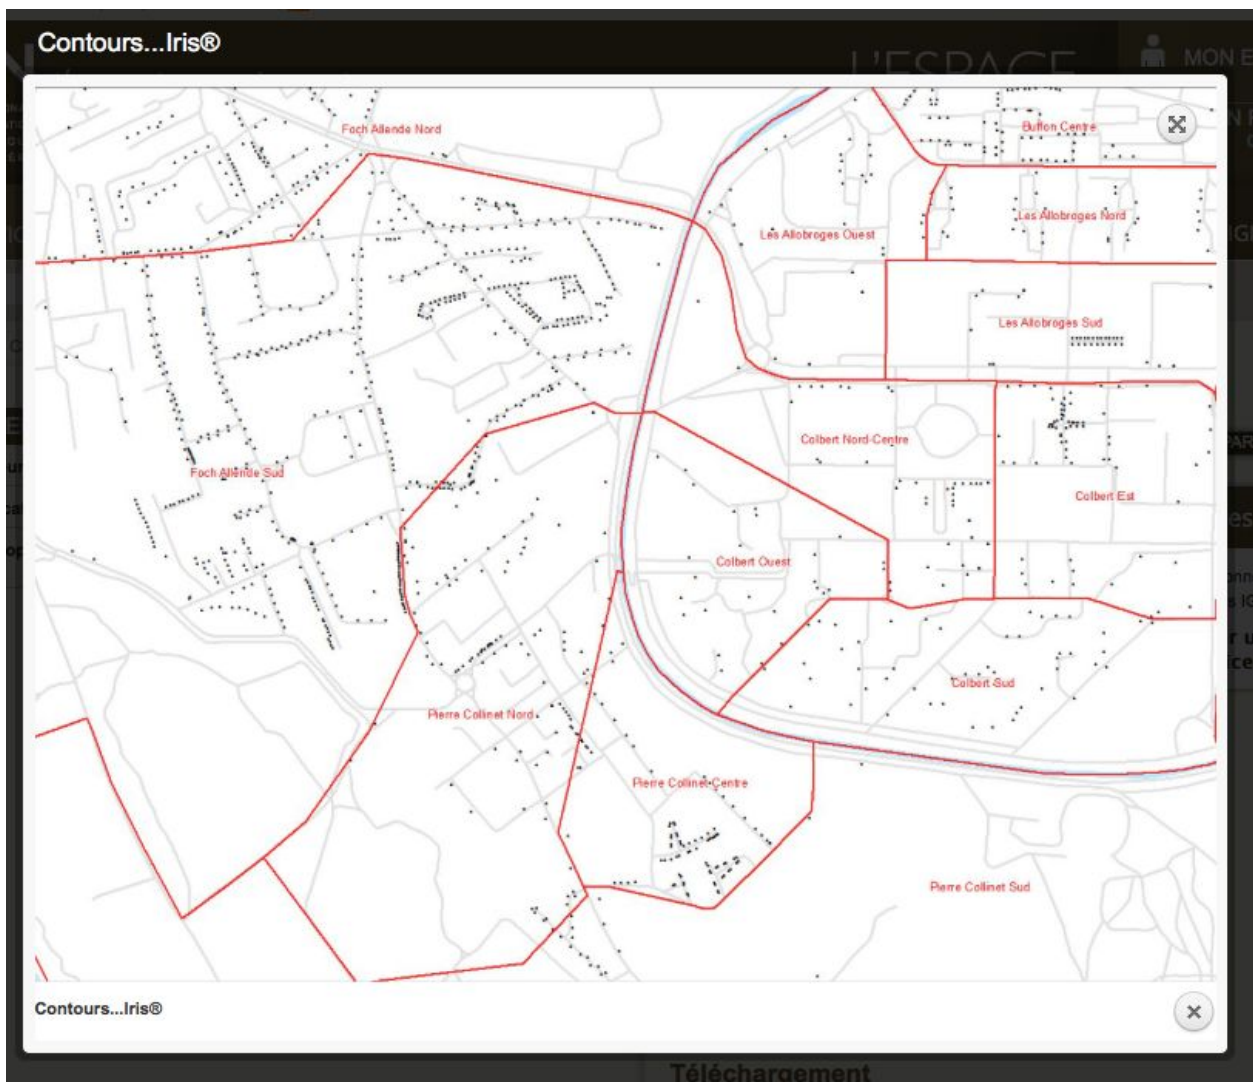 Contours...Iris®
L'ESPACE
MON E
Foch Allende Nord
Buffon Centre
Les Allobroges Nord
Les Allobroges Ouest
Les Allobroges Sud
Colbert Nord-Centre
Foch Allende Sud
Colbert Est
Colbert Ouest
Colbert Sud
Pierre Collinet Nord
Pierre Collinet Centre
Pierre Collinet Sud
Contours...Iris®
Téléchargement